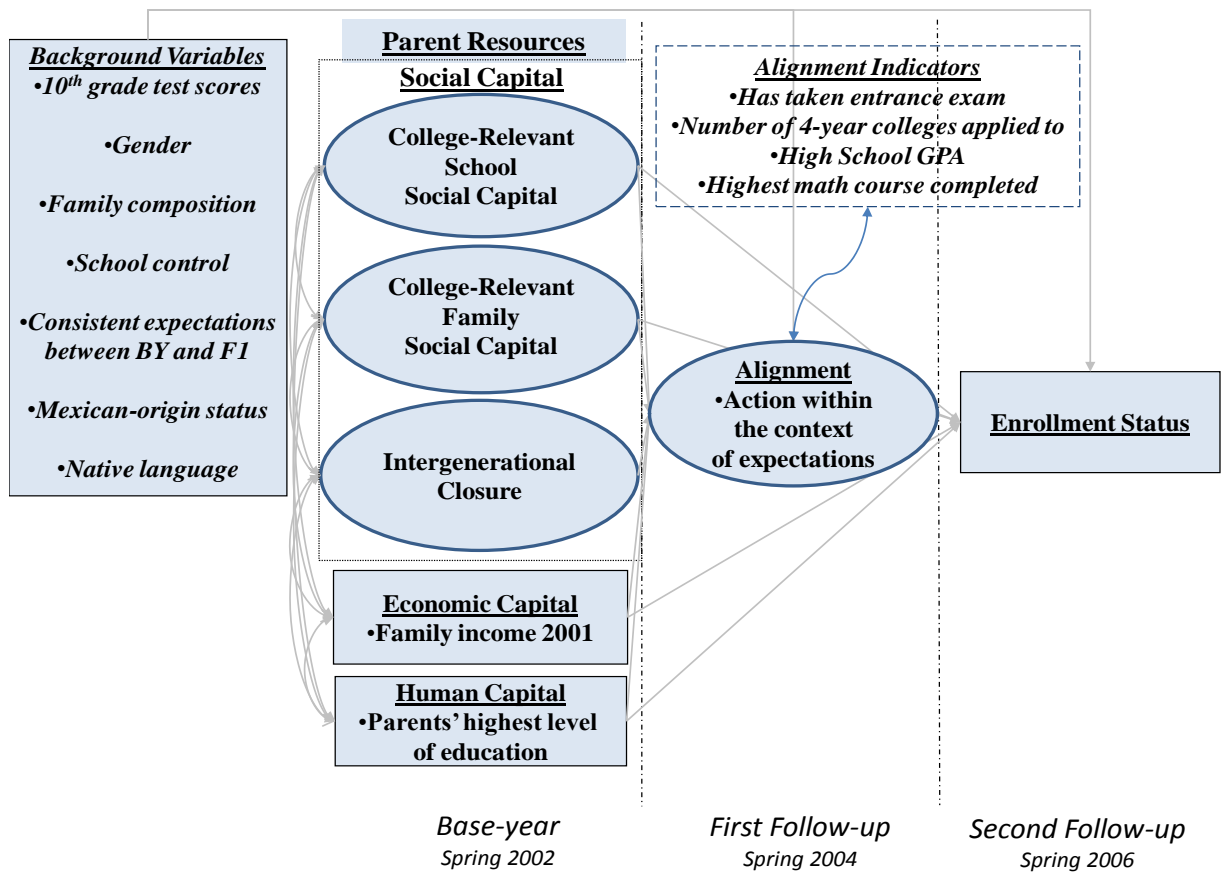 Background Variables
•10th grade test scores
•Gender
•Family composition
•School control
•Consistent expectations
between BY and F1
•Mexican-origin status
•Native language
Parent Resources
Social Capital
College-Relevant
School
Social Capital
College-Relevant
Family
Social Capital
Intergenerational
Closure
Economic Capital
•Family income 2001
Human Capital
•Parents' highest level
of education
Alignment Indicators
•Has taken entrance exam
•Number of 4-year colleges applied to
•High School GPA
•Highest math course completed
Alignment
•Action within
the context
of expectations
Enrollment Status
Base-year
Spring 2002
First Follow-up
Spring 2004
Second Follow-up
Spring 2006